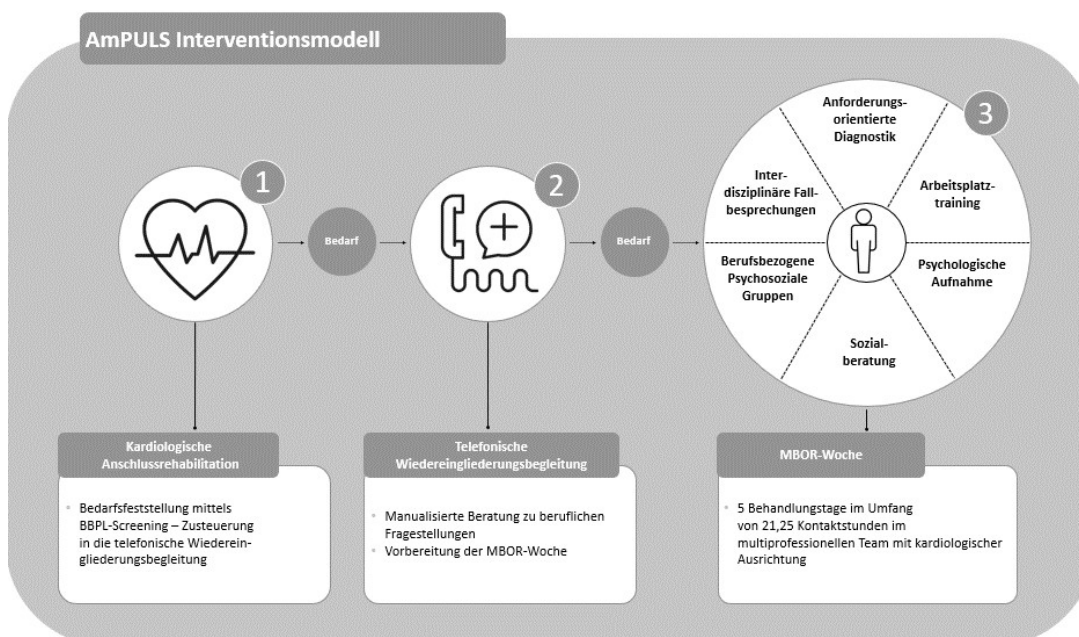 AmPULS Interventionsmodell
1
Bedarf
2
Bedarf
3
Anforderungs-
orientierte
Diagnostik
Arbeitsplatz-
training
Psychologische
Aufnahme
Sozial-
beratung
Berufsbezogene
Psychosoziale
Gruppen
Inter-
disziplinäre Fall-
besprechungen
Kardiologische
Anschlussrehabilitation
• Bedarfsfeststellung mittels
BBPL-Screening – Zusteuerung
in die telefonische Wiederein-
gliederungsbegleitung
Telefonische
Wiedereingliederungsbegleitung
• Manualisierte Beratung zu beruflichen
Fragestellungen
• Vorbereitung der MBOR-Woche
MBOR-Woche
• 5 Behandlungstage im Umfang
von 21,25 Kontaktstunden im
multiprofessionellen Team mit kardiologischer
Ausrichtung